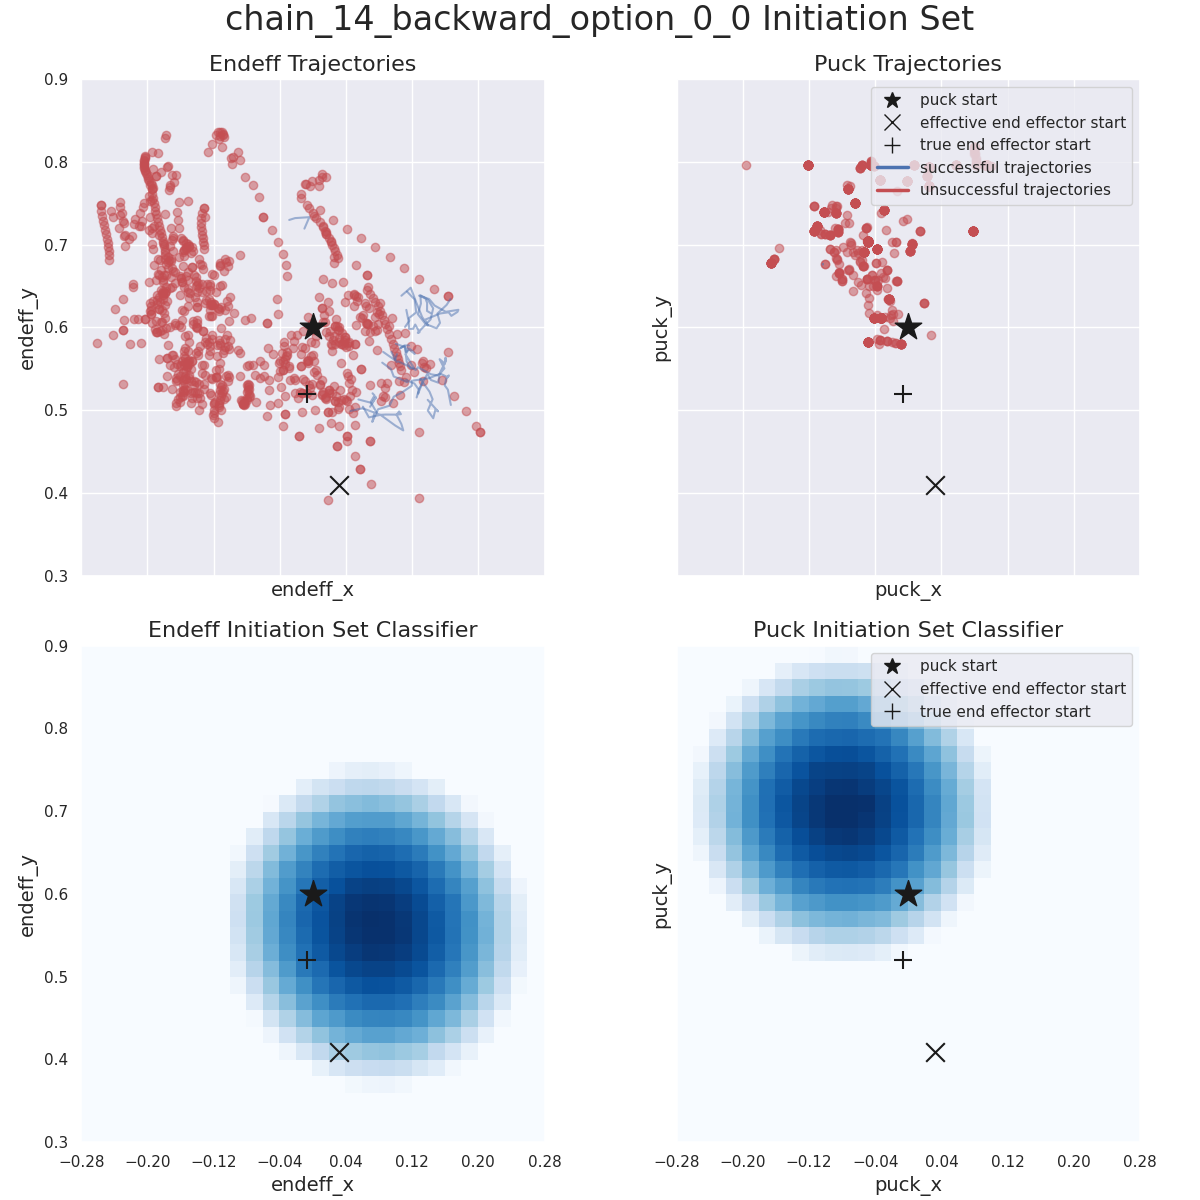 chain_14_backward_option_0_0 Initiation Set
Endeff Trajectories
0.9
0.8
0.7
0.6
0.5
0.4
0.3
endeff_y
endeff_x
Puck Trajectories
puck start
effective end effector start
true end effector start
successful trajectories
unsuccessful trajectories
puck_y
puck_x
Endeff Initiation Set Classifier
0.9
0.8
0.7
0.6
0.5
0.4
0.3
endeff_y
−0.28 −0.20 −0.12 −0.04 0.04 0.12 0.20 0.28
endeff_x
Puck Initiation Set Classifier
puck start
effective end effector start
true end effector start
puck_y
−0.28 −0.20 −0.12 −0.04 0.04 0.12 0.20 0.28
puck_x